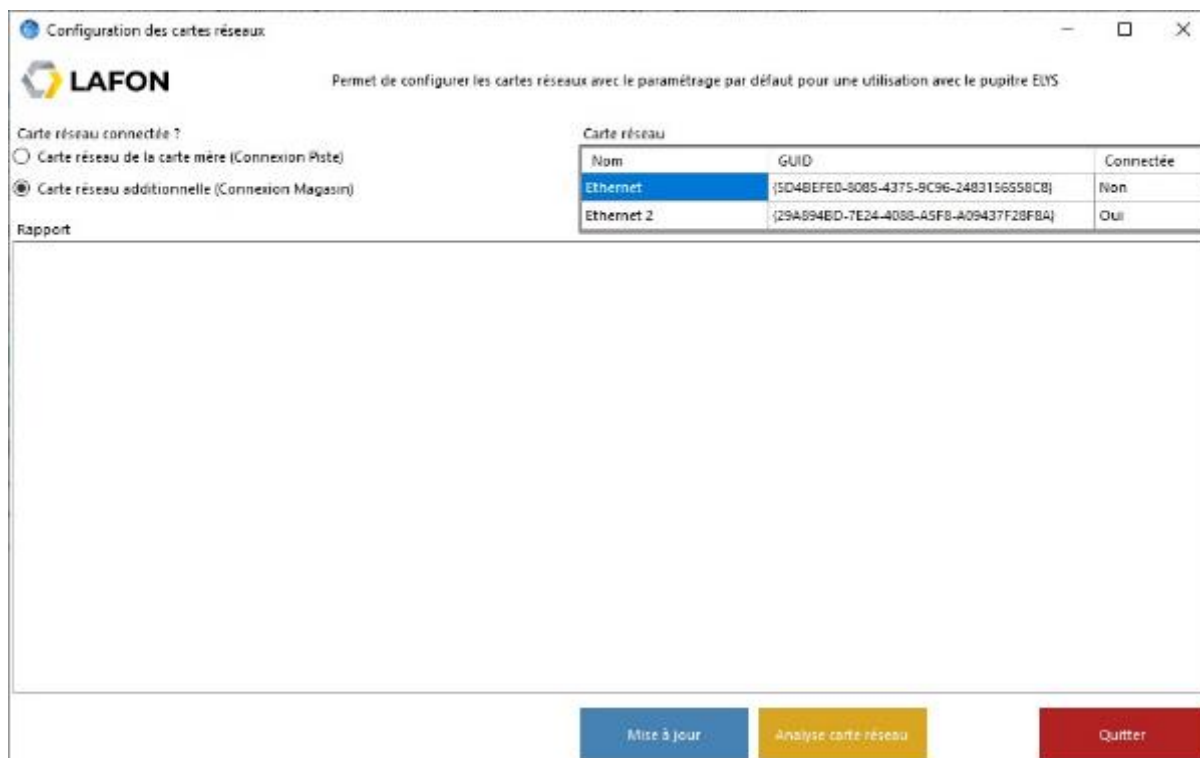 Configuration des cartes réseaux
LAFON
Permet de configurer les cartes réseaux avec le paramétrage par défaut pour une utilisation avec le pupitre ELYS
Carte réseau connectée ?
Carte réseau de la carte mère (Connexion Piste)
Carte réseau additionnelle (Connexion Magasin)
Carte réseau
Nom GUID Connectée
Ethernet {5D4BEFE0-8085-4375-9C96-2483156558C8} Non
Ethernet 2 {29A894BD-7E24-4088-A5F8-A09437F28F8A} Oui
Rapport
Mise à jour Analyse carte réseau Quitter